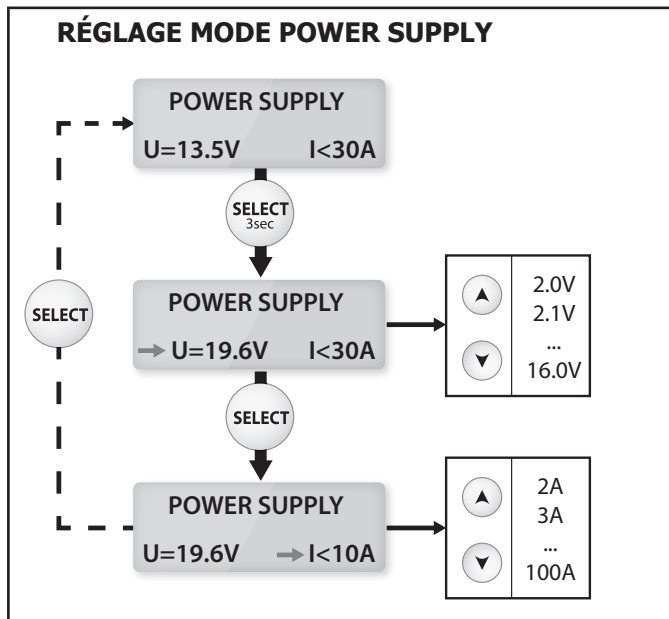 RÉGLAGE MODE POWER SUPPLY
POWER SUPPLY
U=13.5V I<30A
SELECT
3sec
POWER SUPPLY
U=19.6V I<30A
2.0V
2.1V
...
16.0V
SELECT
SELECT
POWER SUPPLY
U=19.6V I<10A
2A
3A
...
100A